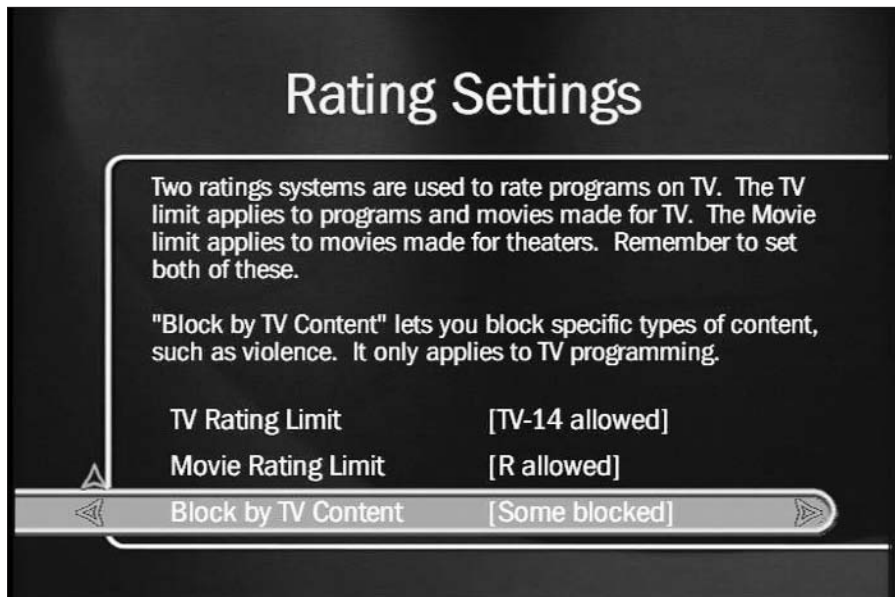 Rating Settings
Two ratings systems are used to rate programs on TV.  The TV
limit applies to programs and movies made for TV.  The Movie
limit applies to movies made for theaters.  Remember to set
both of these.
"Block by TV Content" lets you block specific types of content,
such as violence.  It only applies to TV programming.
TV Rating Limit [TV-14 allowed]
Movie Rating Limit [R allowed]
Block by TV Content [Some blocked]